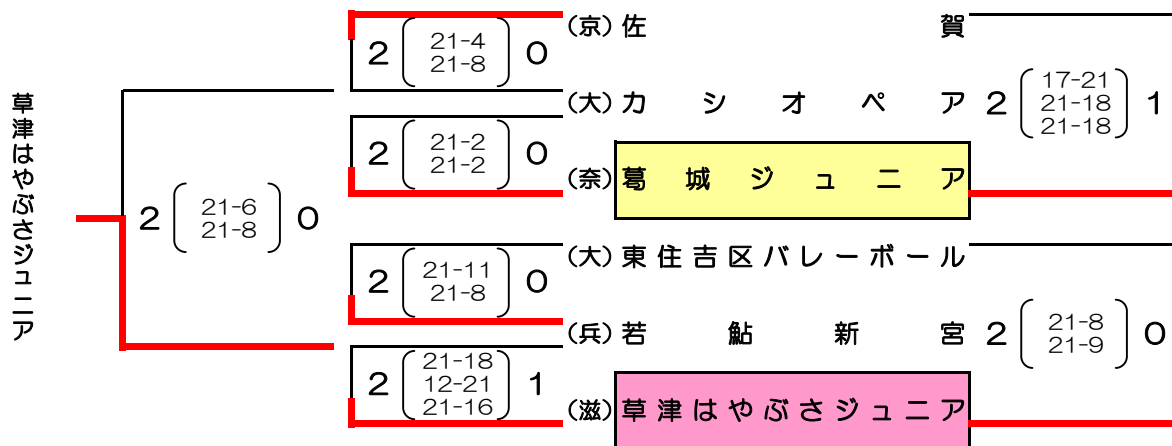 草津はやぶさジュニア
2 21-6 0
21-8
2 21-4 0
21-8
2 21-2 0
21-2
2 21-11 0
21-8
2 21-18 1
12-21
21-16
(京) 佐賀
(大) カシオペア
(奈) 葛城ジュニア
(大) 東住吉区バレーボール
(兵) 若鮎新宮
(滋) 草津はやぶさジュニア
2 17-21 1
21-18
21-18
2 21-8 0
21-9